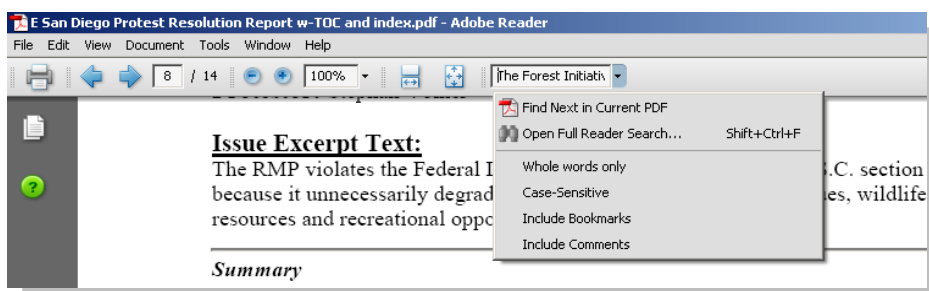 E San Diego Protest Resolution Report w-TOC and index.pdf - Adobe Reader
File Edit View Document Tools Window Help
8 / 14 100% The Forest Initiativ
Find Next in Current PDF
Open Full Reader Search... Shift+Ctrl+F
Whole words only
Case-Sensitive
Include Bookmarks
Include Comments
Issue Excerpt Text:
The RMP violates the Federal .C. section
because it unnecessarily degrad es, wildlife
resources and recreational oppo
Summary